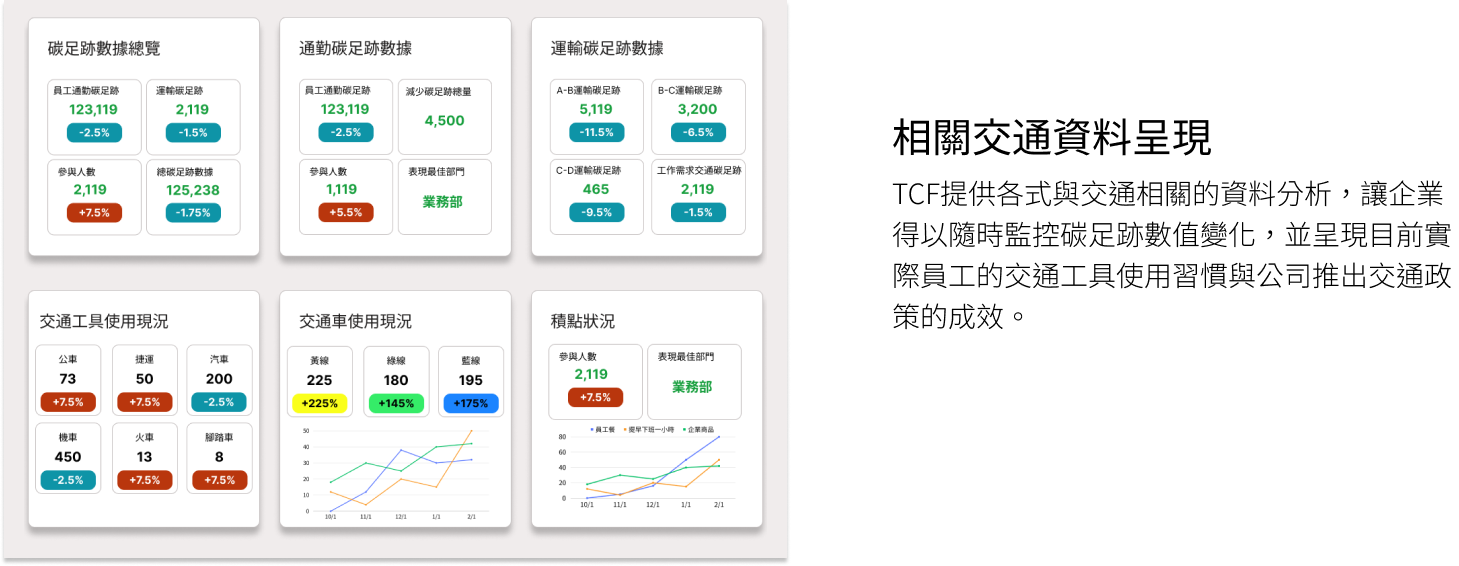 碳足跡數據總覽
員工通勤碳足跡
123,119
-2.5%
運輸碳足跡
2,119
-1.5%
參與人數
2,119
+7.5%
總碳足跡數據
125,238
-1.75%
通勤碳足跡數據
員工通勤碳足跡
123,119
-2.5%
減少碳足跡總量
4,500
參與人數
1,119
+5.5%
表現最佳部門
業務部
運輸碳足跡數據
A-B運輸碳足跡
5,119
-11.5%
B-C運輸碳足跡
3,200
-6.5%
C-D運輸碳足跡
465
-9.5%
工作需求交通碳足跡
2,119
-1.5%
交通工具使用現況
公車
73
+7.5%
捷運
50
+7.5%
汽車
200
-2.5%
機車
450
-2.5%
火車
13
+7.5%
腳踏車
8
+7.5%
交通車使用現況
黃線
225
+225%
綠線
180
+145%
藍線
195
+175%
50
40
30
20
10
0
10/1 11/1 12/1 1/1 2/1
積點狀況
參與人數
2,119
+7.5%
表現最佳部門
業務部
員工餐 提早下班一小時 企業商品
80
60
40
20
0
10/1 11/1 12/1 1/1 2/1
相關交通資料呈現
TCF提供各式與交通相關的資料分析，讓企業
得以隨時監控碳足跡數值變化，並呈現目前實
際員工的交通工具使用習慣與公司推出交通政
策的成效。